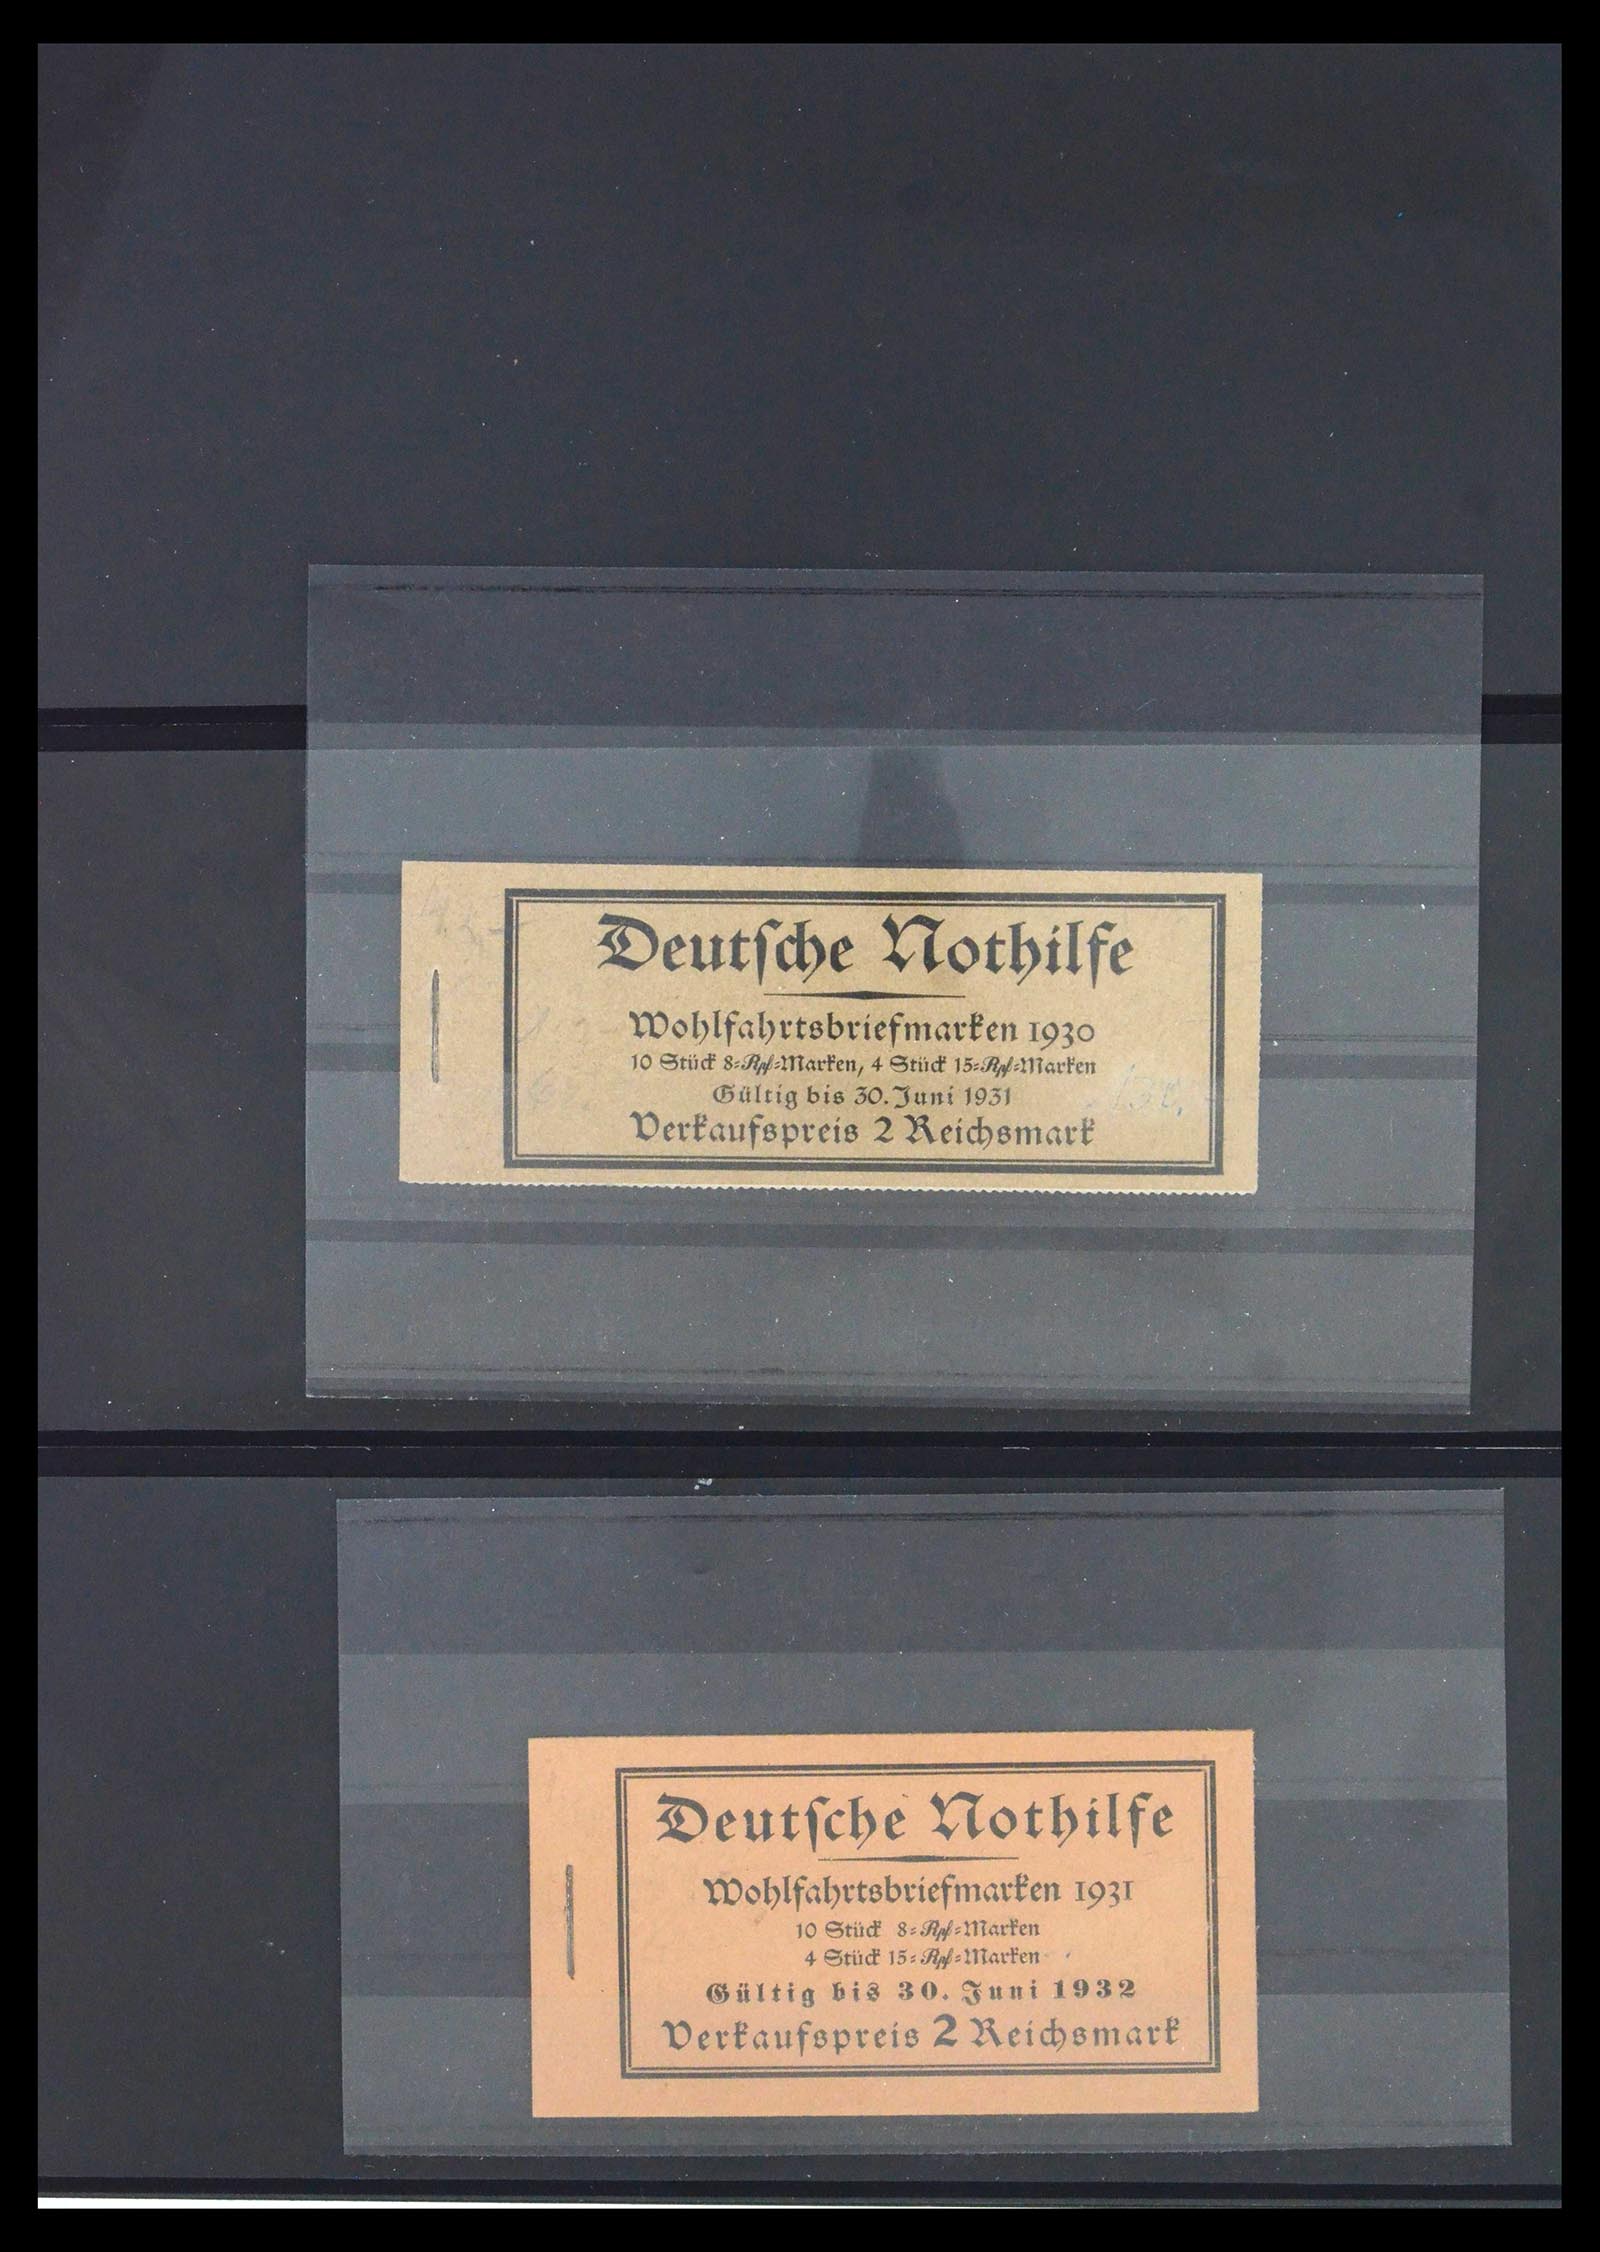 Deutſche Nothilfe
Wohlfahrtsbriefmarken 1930
10 Stück 8=Rpf=Marken, 4 Stück 15=Rpf=Marken
Gültig bis 30. Juni 1931
Verkaufspreis 2 Reichsmark
Deutſche Nothilfe
Wohlfahrtsbriefmarken 1931
10 Stück 8=Rpf=Marken
4 Stück 15=Rpf=Marken
Gültig bis 30. Juni 1932
Verkaufspreis 2 Reichsmark